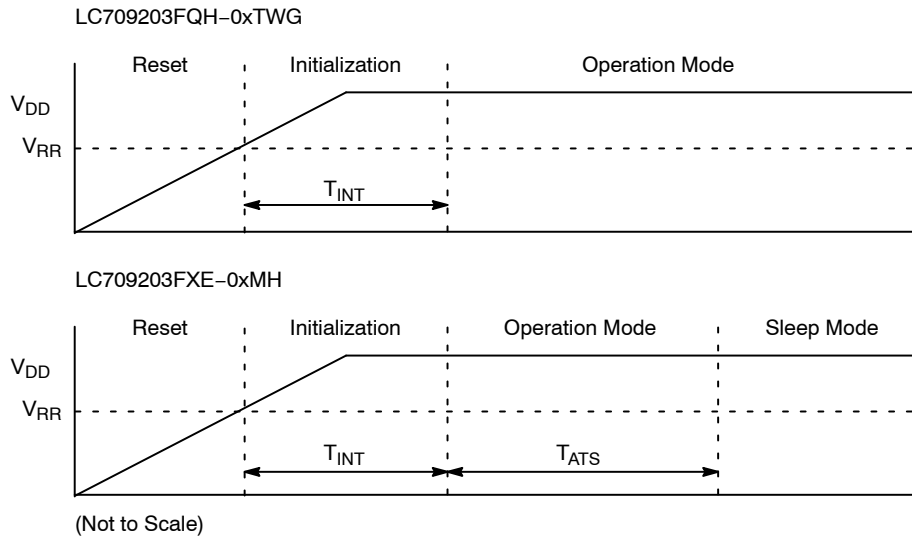 LC709203FQH–0xTWG
Reset Initialization Operation Mode
VDD
VRR
TINT
LC709203FXE–0xMH
Reset Initialization Operation Mode Sleep Mode
VDD
VRR
TINT TATS
(Not to Scale)